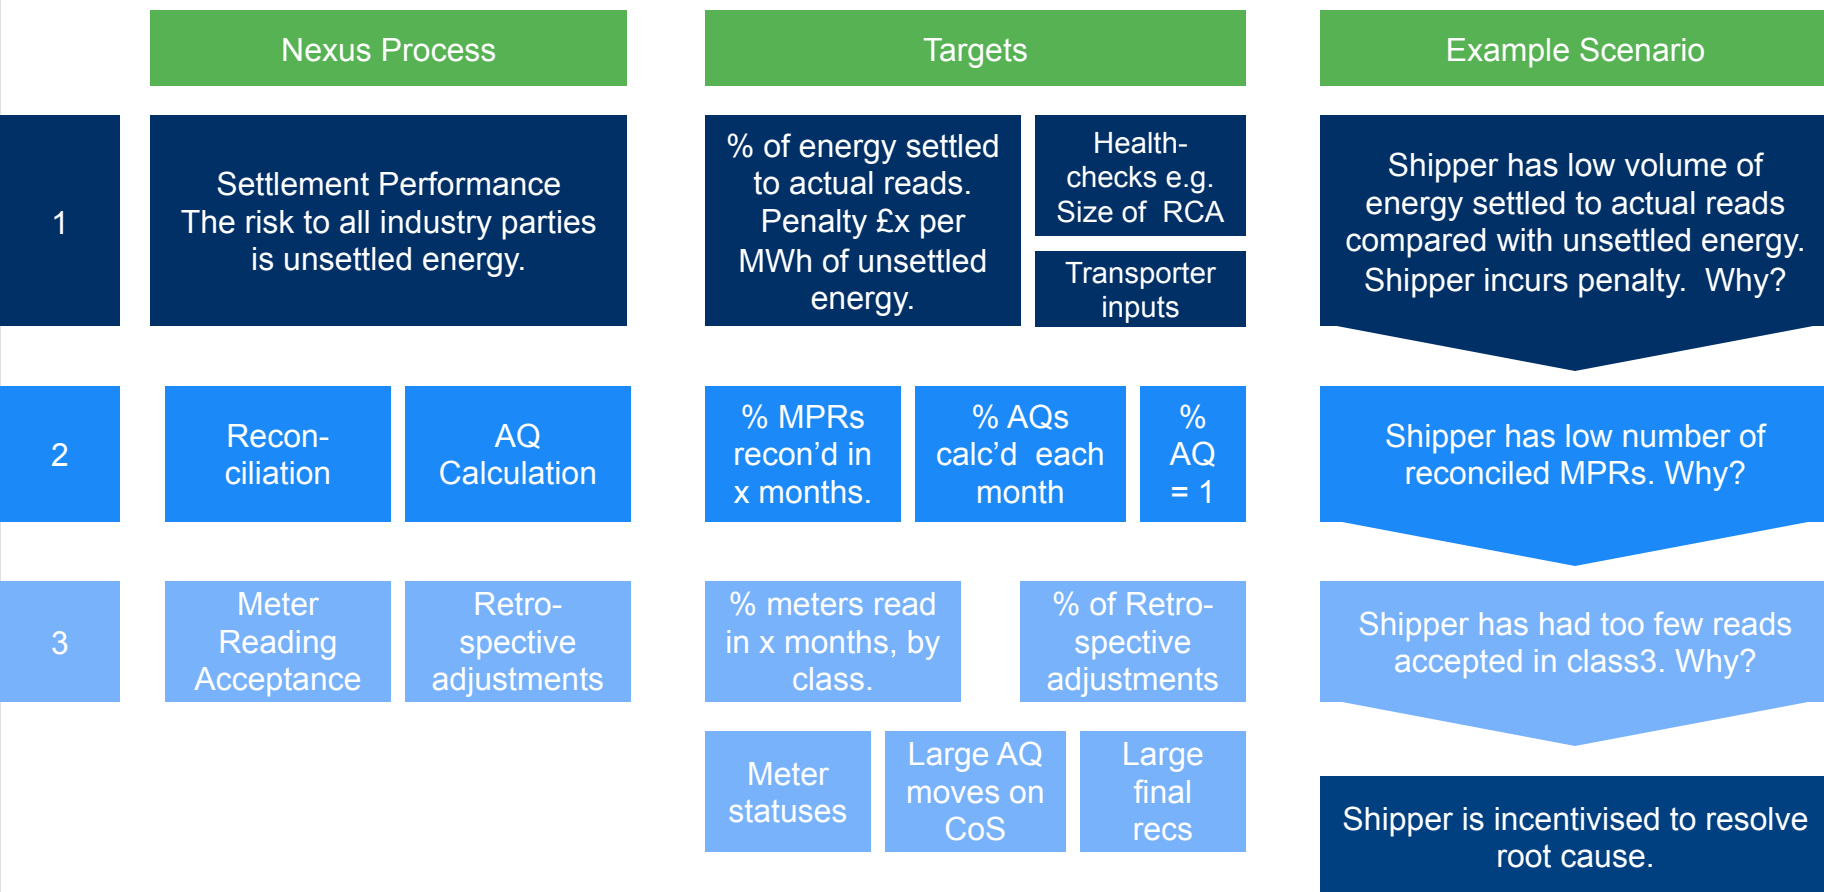 Nexus Process
Targets
Example Scenario
1
Settlement Performance
The risk to all industry parties
is unsettled energy.
% of energy settled
to actual reads.
Penalty £x per
MWh of unsettled
energy.
Health-
checks e.g.
Size of  RCA
Transporter
inputs
Shipper has low volume of
energy settled to actual reads
compared with unsettled energy.
Shipper incurs penalty.  Why?
2
Recon-
ciliation
AQ
Calculation
% MPRs
recon’d in
x months.
% AQs
calc’d  each
month
%
AQ
= 1
Shipper has low number of
reconciled MPRs. Why?
3
Meter
Reading
Acceptance
Retro-
spective
adjustments
% meters read
in x months, by
class.
% of Retro-
spective
adjustments
Shipper has had too few reads
accepted in class3. Why?
Meter
statuses
Large AQ
moves on
CoS
Large
final
recs
Shipper is incentivised to resolve
root cause.